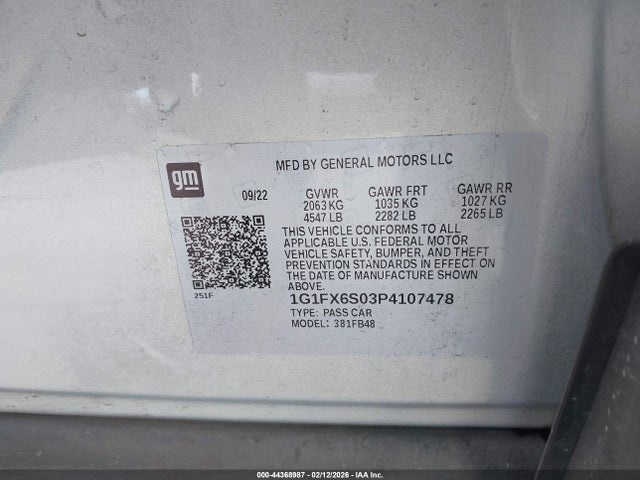 gm
MFD BY GENERAL MOTORS LLC
09/22 GVWR GAWR FRT GAWR RR
2063 KG 1035 KG 1027 KG
4547 LB 2282 LB 2265 LB
THIS VEHICLE CONFORMS TO ALL
APPLICABLE U.S. FEDERAL MOTOR
VEHICLE SAFETY, BUMPER, AND THEFT
PREVENTION STANDARDS IN EFFECT ON
THE DATE OF MANUFACTURE SHOWN
ABOVE.
251F
1G1FX6S03P4107478
TYPE: PASS CAR
MODEL: 381FB48
000-44368987 - 02/12/2026 - IAA Inc.